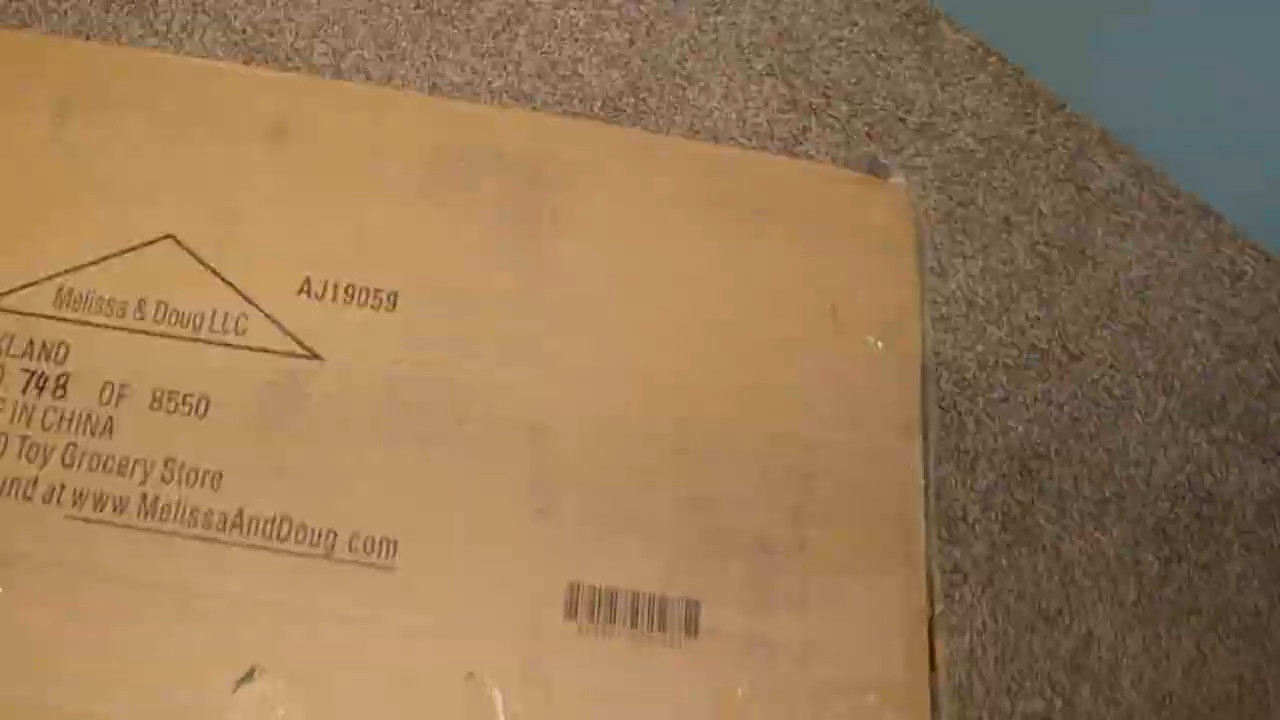 Melissa & Doug LLC
AJ19059
KLAND
748 OF 8550
IN CHINA
Toy Grocery Store
und at www.MelissaAndDoug.com